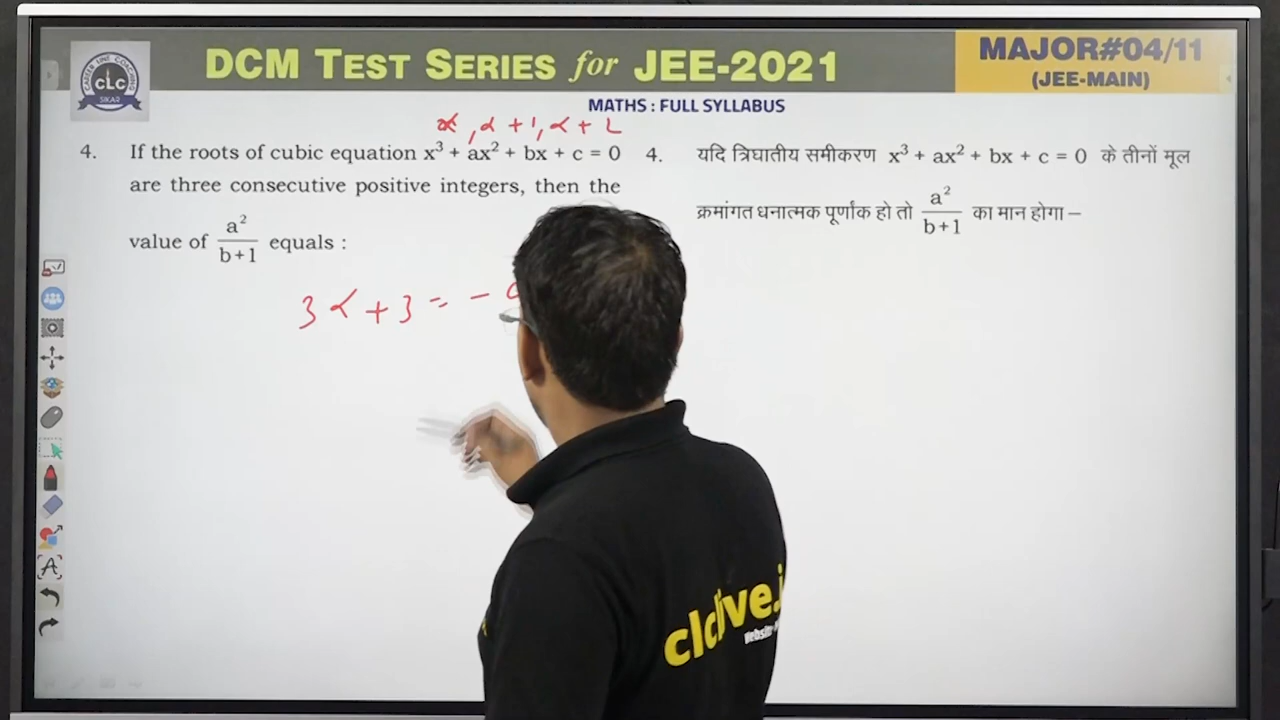 DCM TEST SERIES for JEE-2021
MAJOR#04/11
(JEE-MAIN)
CAREER LINE COACHING
CLC
SIKAR
MATHS : FULL SYLLABUS
α, α + 1, α + 2
4. If the roots of cubic equation x³ + ax² + bx + c = 0
are three consecutive positive integers, then the
value of a²/(b+1) equals :
3α + 3 = -
4. यदि त्रिघातीय समीकरण x³ + ax² + bx + c = 0 के तीनों मूल
क्रमांगत धनात्मक पूर्णांक हो तो a²/(b+1) का मान होगा –